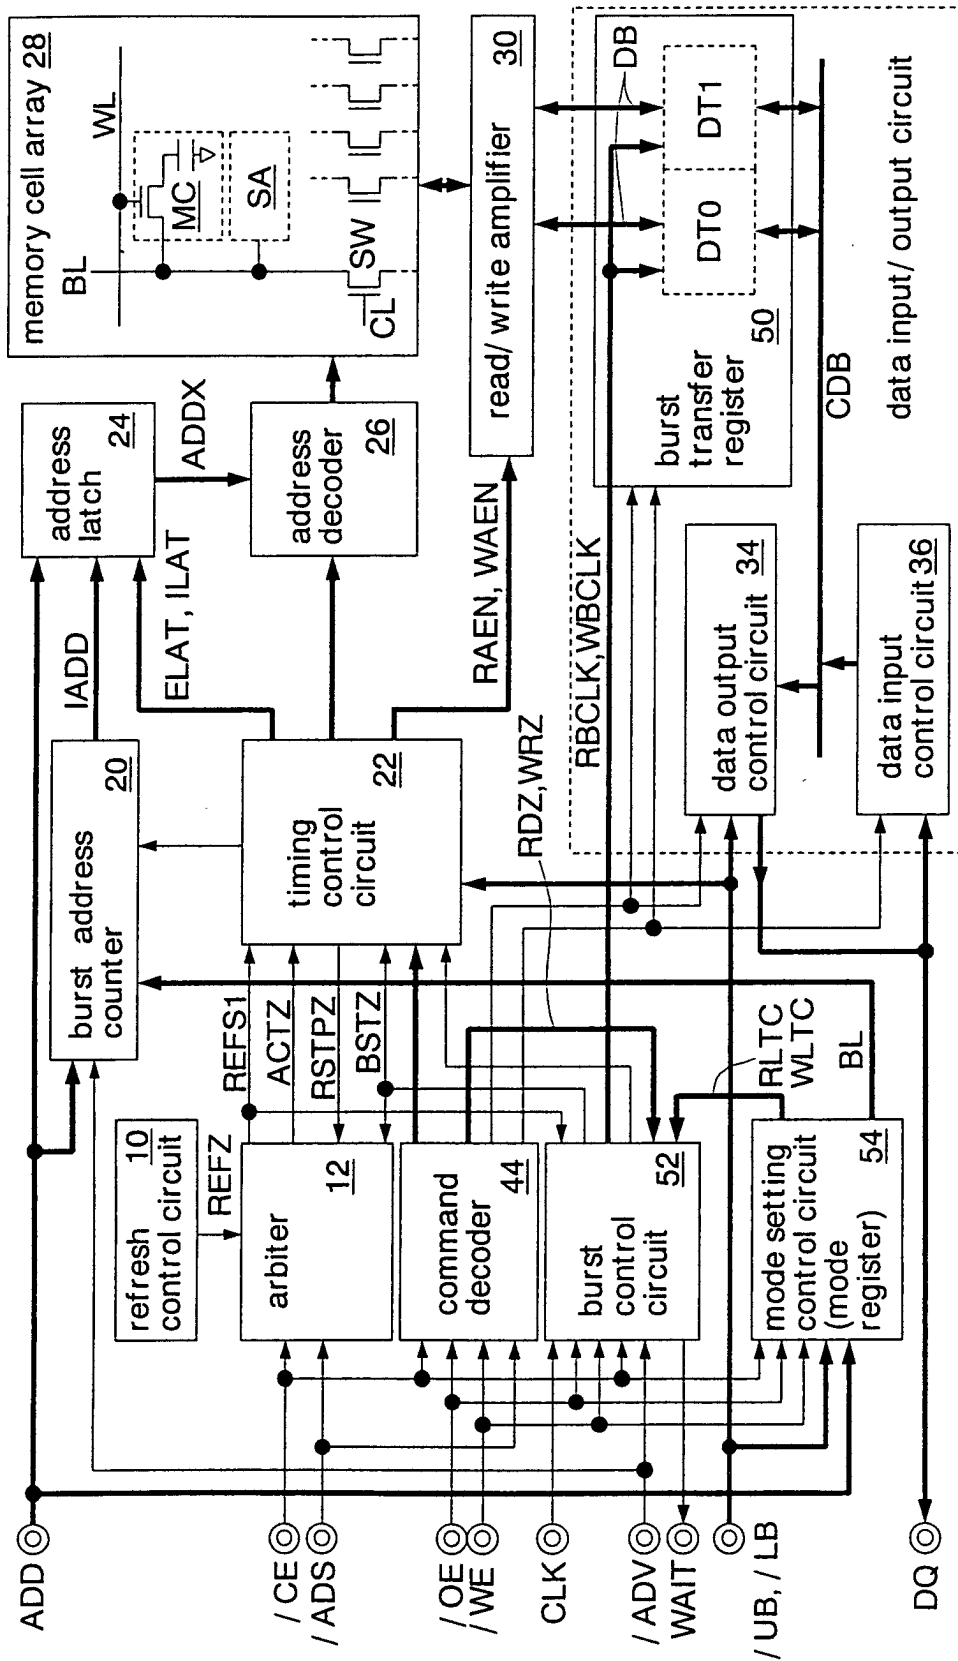 ADD
/ CE
/ ADS
/ OE
/ WE
CLK
/ ADV
WAIT
/ UB, / LB
DQ
refresh
control circuit
10
REFZ
arbiter
12
command
decoder
44
burst
control
circuit
52
mode setting
control circuit
(mode
register)
54
REFS1
ACTZ
RSTPZ
BSTZ
RLTC
WLTC
BL
burst address
counter
20
timing
control
circuit
22
RDZ,WRZ
IADD
ELAT, ILAT
RAEN, WAEN
RBCLK,WBCLK
address
latch
24
ADDX
address
decoder
26
memory cell array 28
BL
WL
MC
SA
SW
CL
read/ write amplifier
30
DB
burst
transfer
register
50
DT0
DT1
CDB
data output
control circuit 34
data input
control circuit 36
data input/ output circuit